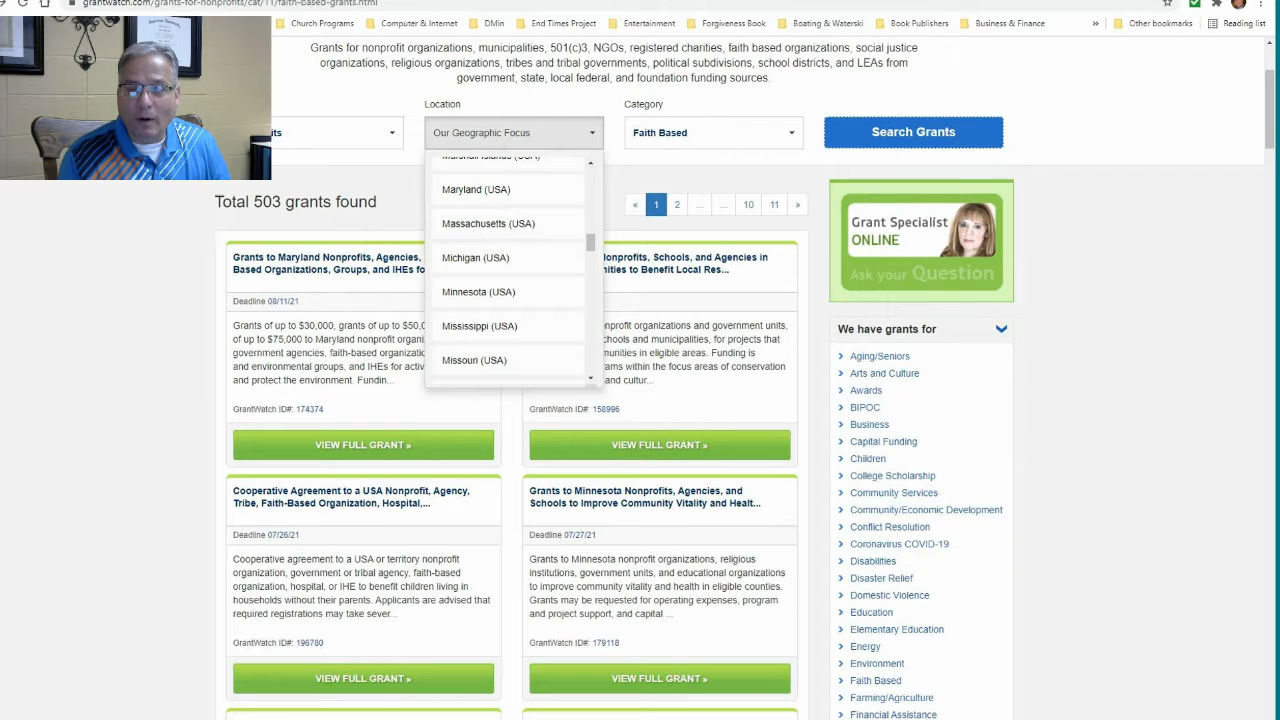 grantwatch.com/grants-for-nonprofits/cat/11/faith-based-grants.html
Church Programs
Computer & Internet
DMin
End Times Project
Entertainment
Forgiveness Book
Boating & Waterski
Book Publishers
Business & Finance
»
Other bookmarks
Reading list
Grants for nonprofit organizations, municipalities, 501(c)3, NGOs, registered charities, faith based organizations, social justice
organizations, religious organizations, tribes and tribal governments, political subdivisions, school districts, and LEAs from
government, state, local federal, and foundation funding sources.
Location
Category
its
Our Geographic Focus
Faith Based
Search Grants
Marshall Islands (USA)
Maryland (USA)
Massachusetts (USA)
Michigan (USA)
Minnesota (USA)
Mississippi (USA)
Missouri (USA)
Total 503 grants found
« 1 2 ... ... 10 11 »
Grants to Maryland Nonprofits, Agencies,
Based Organizations, Groups, and IHEs fo
Deadline 08/11/21
Grants of up to $30,000, grants of up to $50,0
of up to $75,000 to Maryland nonprofit organi
government agencies, faith-based organizatio
and environmental groups, and IHEs for activ
and protect the environment. Fundin...
GrantWatch ID#: 174374
VIEW FULL GRANT »
onprofits, Schools, and Agencies in
nities to Benefit Local Res...
nprofit organizations and government units,
chools and municipalities, for projects that
munities in eligible areas. Funding is
rams within the focus areas of conservation
and cultur...
GrantWatch ID#: 158996
VIEW FULL GRANT »
Cooperative Agreement to a USA Nonprofit, Agency,
Tribe, Faith-Based Organization, Hospital,...
Deadline 07/26/21
Cooperative agreement to a USA or territory nonprofit
organization, government or tribal agency, faith-based
organization, hospital, or IHE to benefit children living in
households without their parents. Applicants are advised that
required registrations may take sever...
GrantWatch ID#: 196780
VIEW FULL GRANT »
Grants to Minnesota Nonprofits, Agencies, and
Schools to Improve Community Vitality and Healt...
Deadline 07/27/21
Grants to Minnesota nonprofit organizations, religious
institutions, government units, and educational organizations
to improve community vitality and health in eligible counties.
Grants may be requested for operating expenses, program
and project support, and capital ...
GrantWatch ID#: 179118
VIEW FULL GRANT »
Grant Specialist
ONLINE
Ask your Question
We have grants for
Aging/Seniors
Arts and Culture
Awards
BIPOC
Business
Capital Funding
Children
College Scholarship
Community Services
Community/Economic Development
Conflict Resolution
Coronavirus COVID-19
Disabilities
Disaster Relief
Domestic Violence
Education
Elementary Education
Energy
Environment
Faith Based
Farming/Agriculture
Financial Assistance